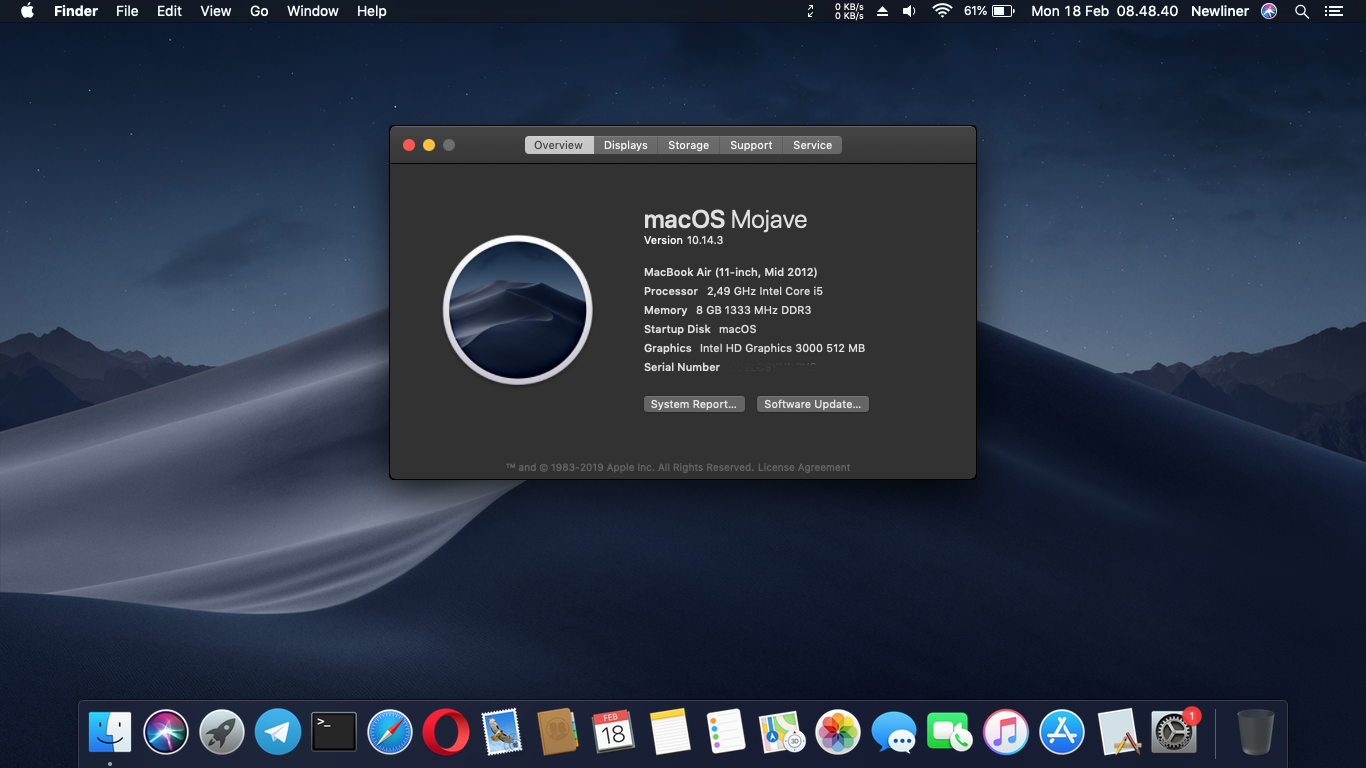 Finder File Edit View Go Window Help 0 KB/s 61% Mon 18 Feb 08.48.40 Newliner
0 KB/s
Overview Displays Storage Support Service
macOS Mojave
Version 10.14.3
MacBook Air (11-inch, Mid 2012)
Processor 2,49 GHz Intel Core i5
Memory 8 GB 1333 MHz DDR3
Startup Disk macOS
Graphics Intel HD Graphics 3000 512 MB
Serial Number
System Report... Software Update...
™ and © 1983-2019 Apple Inc. All Rights Reserved. License Agreement
>_
FEB
18
3D
1